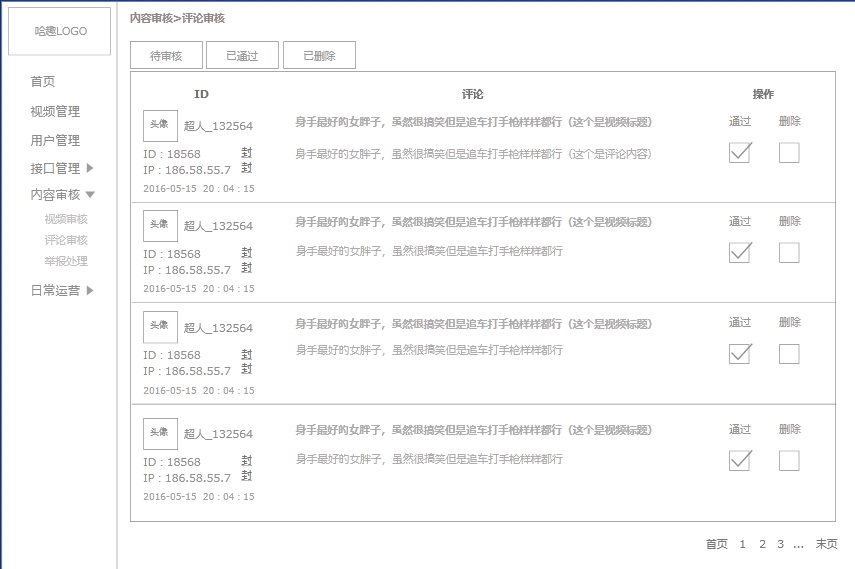 哈趣LOGO
首页
视频管理
用户管理
接口管理
内容审核
视频审核
评论审核
举报处理
日常运营
内容审核>评论审核
待审核 已通过 已删除
ID 评论 操作
头像 超人_132564 身手最好的女胖子，虽然很搞笑但是追车打手枪样样都行（这个是视频标题） 通过 删除
ID：18568 封 身手最好的女胖子，虽然很搞笑但是追车打手枪样样都行（这个是评论内容）
IP：186.58.55.7 封
2016-05-15 20：04：15
头像 超人_132564 身手最好的女胖子，虽然很搞笑但是追车打手枪样样都行（这个是视频标题） 通过 删除
ID：18568 封 身手最好的女胖子，虽然很搞笑但是追车打手枪样样都行
IP：186.58.55.7 封
2016-05-15 20：04：15
头像 超人_132564 身手最好的女胖子，虽然很搞笑但是追车打手枪样样都行（这个是视频标题） 通过 删除
ID：18568 封 身手最好的女胖子，虽然很搞笑但是追车打手枪样样都行
IP：186.58.55.7 封
2016-05-15 20：04：15
头像 超人_132564 身手最好的女胖子，虽然很搞笑但是追车打手枪样样都行（这个是视频标题） 通过 删除
ID：18568 封 身手最好的女胖子，虽然很搞笑但是追车打手枪样样都行
IP：186.58.55.7 封
2016-05-15 20：04：15
首页 1 2 3 ... 末页